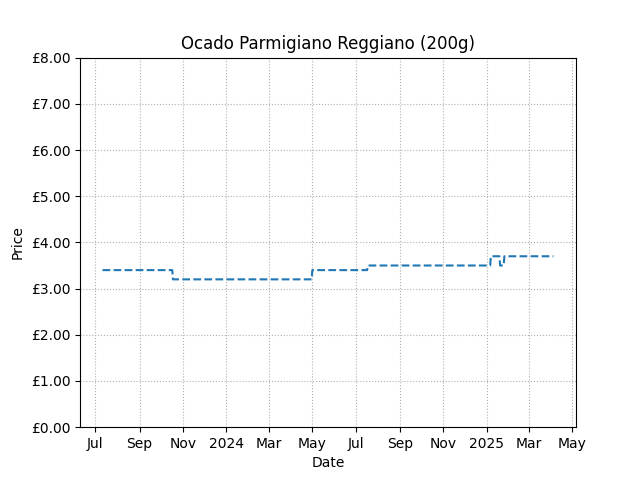 Ocado Parmigiano Reggiano (200g)
£8.00
£7.00
£6.00
£5.00
£4.00
£3.00
£2.00
£1.00
£0.00
Price
Jul Sep Nov 2024 Mar May Jul Sep Nov 2025 Mar May
Date